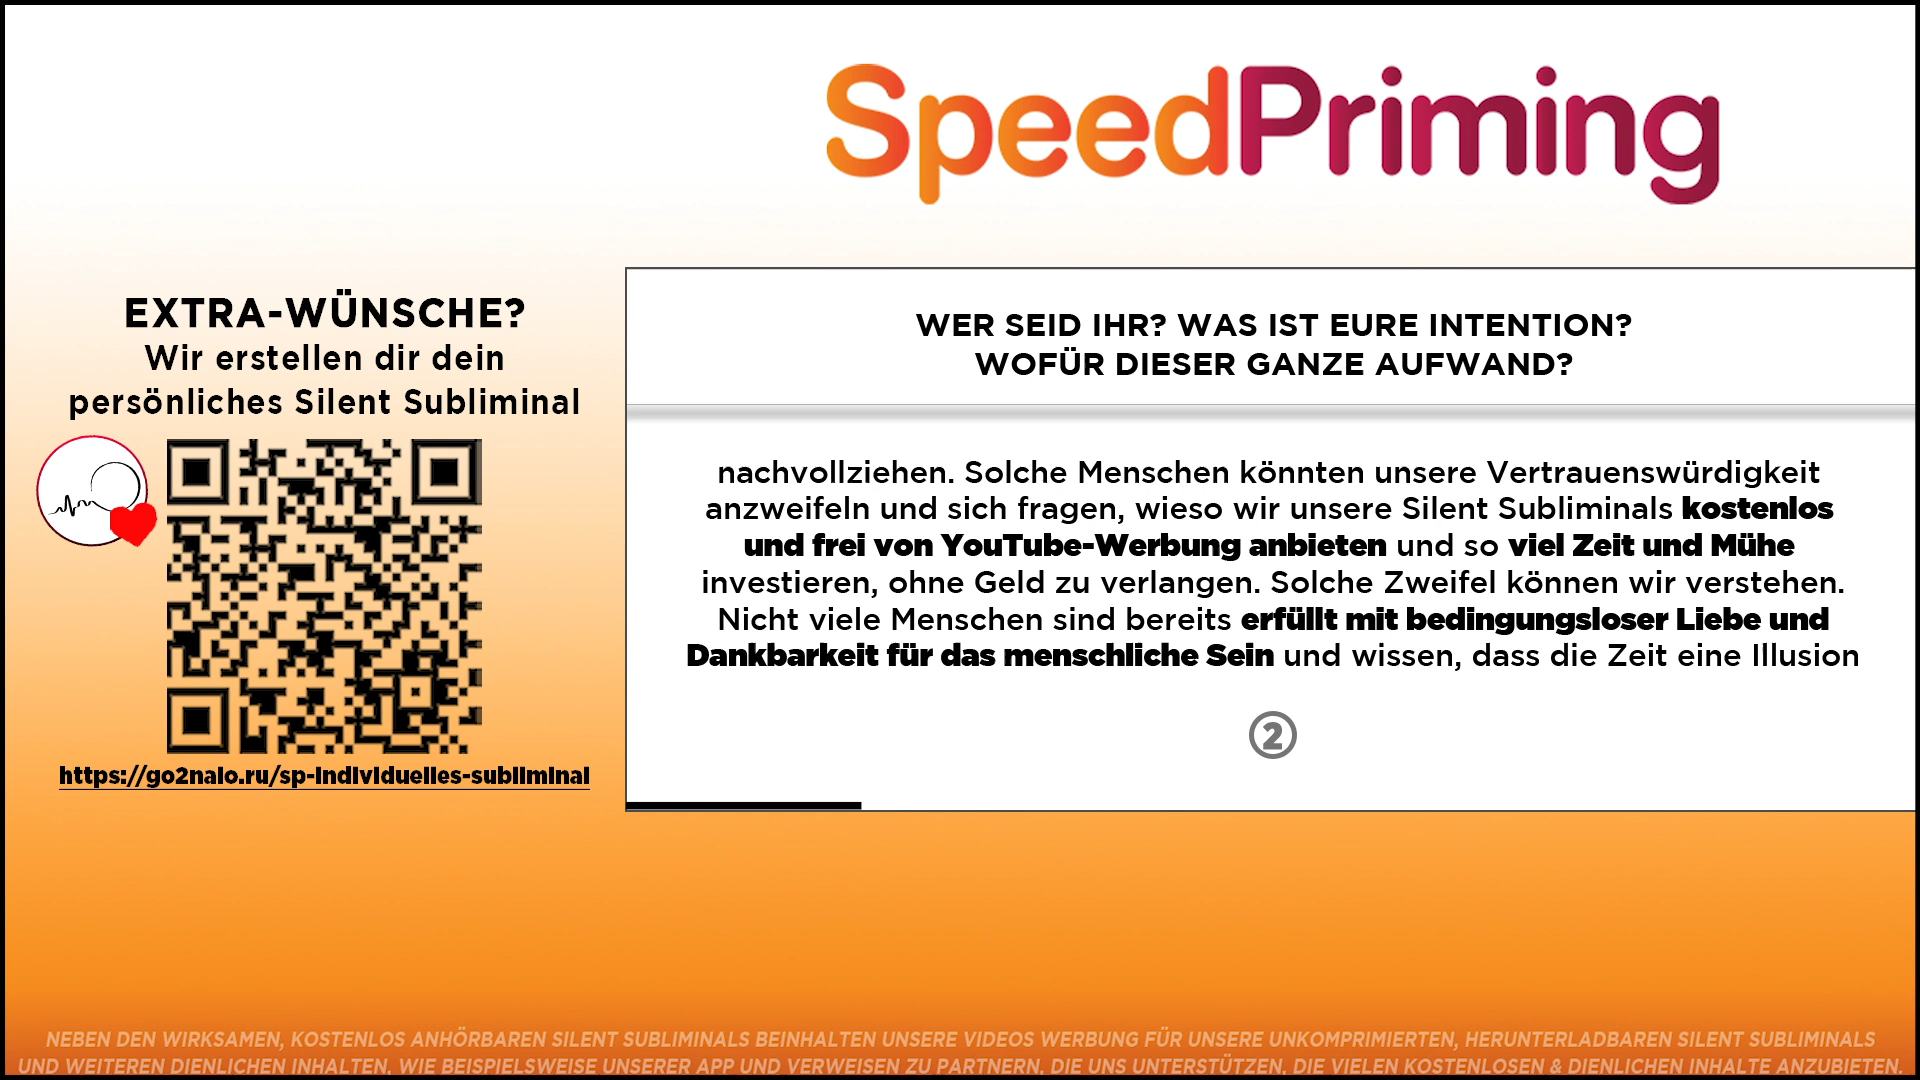 SpeedPriming
EXTRA-WÜNSCHE?
Wir erstellen dir dein
persönliches Silent Subliminal
https://go2nalo.ru/sp-individuelles-subliminal
WER SEID IHR? WAS IST EURE INTENTION?
WOFÜR DIESER GANZE AUFWAND?
nachvollziehen. Solche Menschen könnten unsere Vertrauenswürdigkeit
anzweifeln und sich fragen, wieso wir unsere Silent Subliminals kostenlos
und frei von YouTube-Werbung anbieten und so viel Zeit und Mühe
investieren, ohne Geld zu verlangen. Solche Zweifel können wir verstehen.
Nicht viele Menschen sind bereits erfüllt mit bedingungsloser Liebe und
Dankbarkeit für das menschliche Sein und wissen, dass die Zeit eine Illusion
2
NEBEN DEN WIRKSAMEN, KOSTENLOS ANHÖRBAREN SILENT SUBLIMINALS BEINHALTEN UNSERE VIDEOS WERBUNG FÜR UNSERE UNKOMPRIMIERTEN, HERUNTERLADBAREN SILENT SUBLIMINALS
UND WEITEREN DIENLICHEN INHALTEN, WIE BEISPIELSWEISE UNSERER APP UND VERWEISEN ZU PARTNERN, DIE UNS UNTERSTÜTZEN, DIE VIELEN KOSTENLOSEN & DIENLICHEN INHALTE ANZUBIETEN.